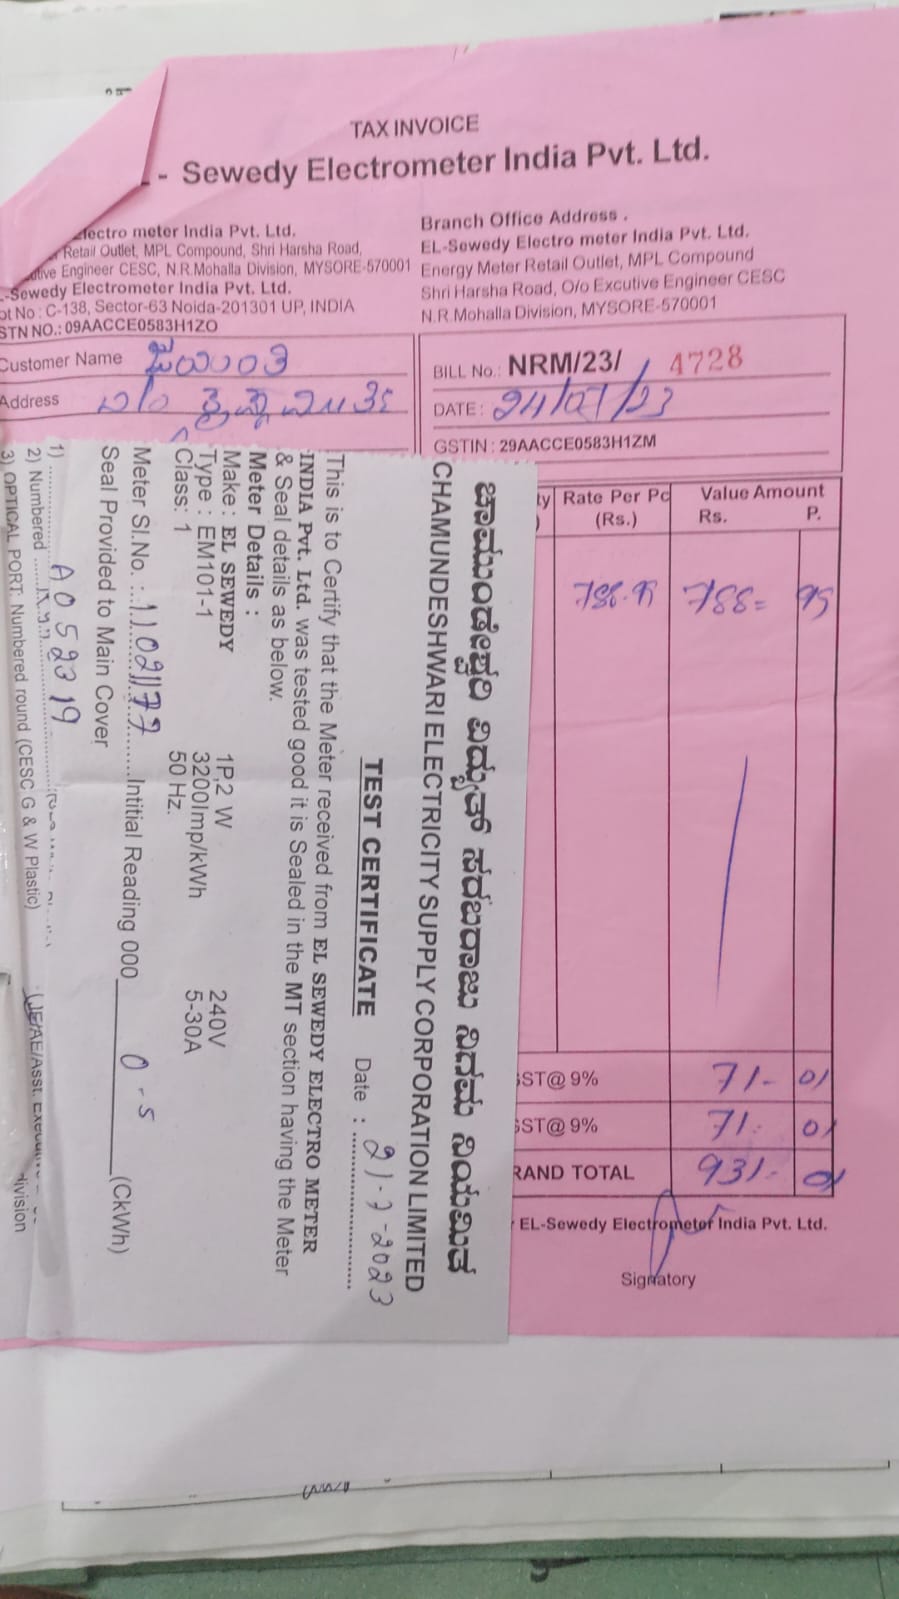 TAX INVOICE
- Sewedy Electrometer India Pvt. Ltd.
lectro meter India Pvt. Ltd.
Retail Outlet, MPL Compound, Shri Harsha Road,
utive Engineer CESC, N.R.Mohalla Division, MYSORE-570001
-Sewedy Electrometer India Pvt. Ltd.
ot No : C-138, Sector-63 Noida-201301 UP, INDIA
STN NO.: 09AACCE0583H1ZO
Branch Office Address .
EL-Sewedy Electro meter India Pvt. Ltd.
Energy Meter Retail Outlet, MPL Compound
Shri Harsha Road, O/o Excutive Engineer CESC
N.R.Mohalla Division, MYSORE-570001
Customer Name
Address
BILL No.: NRM/23/ 4728
DATE : 24/07/23
GSTIN : 29AACCE0583H1ZM
ty Rate Per Pc (Rs.) Value Amount Rs. P.
788.95 788= 95
GST@ 9% 71- 01
GST@ 9% 71- 01
RAND TOTAL 931-
EL-Sewedy Electrometer India Pvt. Ltd.
Signatory
ಚಾಮುಂಡೇಶ್ವರಿ ವಿದ್ಯುತ್ ಸರಬರಾಜು ನಿಗಮ ನಿಯಮಿತ
CHAMUNDESHWARI ELECTRICITY SUPPLY CORPORATION LIMITED
TEST CERTIFICATE Date : 21-7-2023
This is to Certify that the Meter received from EL SEWEDY ELECTRO METER
INDIA Pvt. Ltd. was tested good it is Sealed in the MT section having the Meter
& Seal details as below.
Meter Details :
Make : EL SEWEDY 1P,2 W 240V
Type : EM101-1 3200Imp/kWh 5-30A
Class: 1 50 Hz.
Meter Sl.No. : 11021177 Intitial Reading 000 0-5 (CkWh)
Seal Provided to Main Cover
1) A052319
2) Numbered
3) OPTICAL PORT: Numbered round (CESC G & W Plastic)
JE/AE/Asst.
ivision